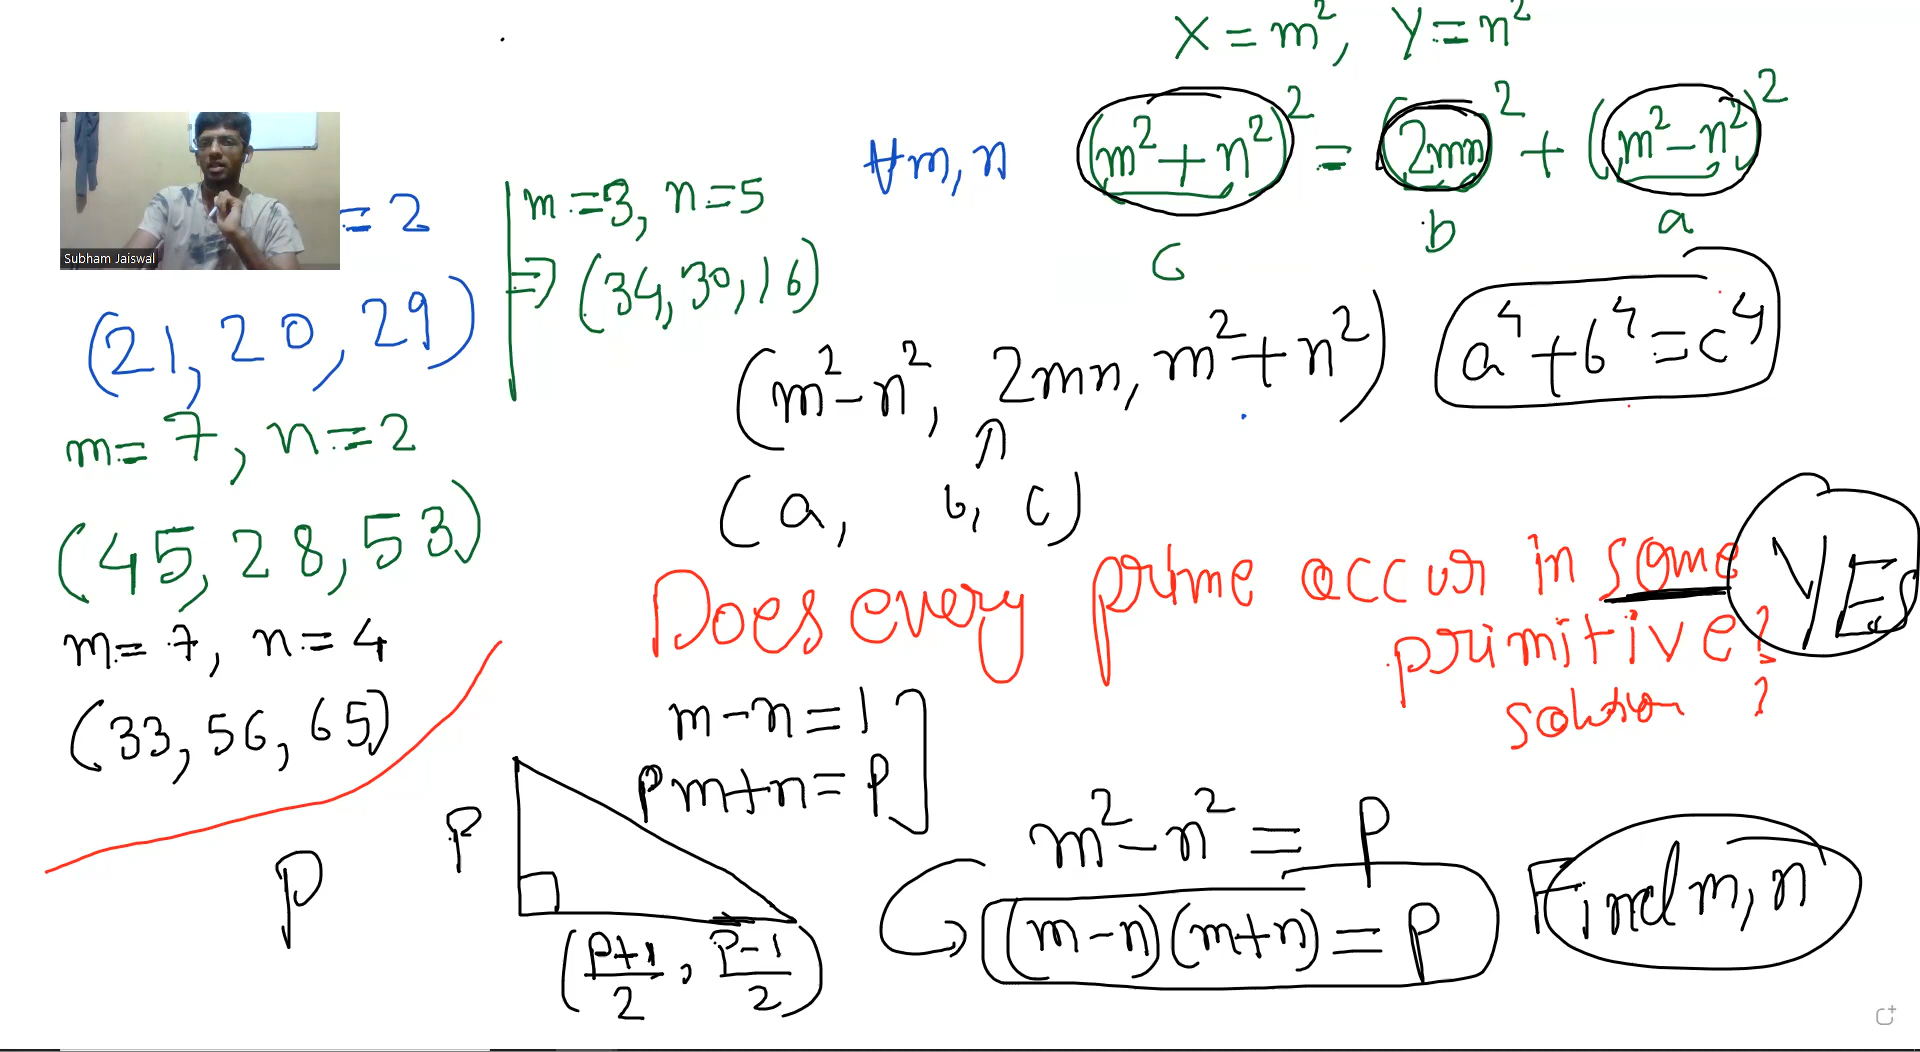 X = m², Y = n²
∀m, n (m² + n²)² = (2mn)² + (m² - n²)²
c b a
Subham Jaiswal
= 2
(21, 20, 29)
m = 7, n = 2
(45, 28, 53)
m = 7, n = 4
(33, 56, 65)
m = 3, n = 5
⇒ (34, 30, 16)
(m² - n², 2mn, m² + n²)
(a, b, c)
a⁴ + b⁴ = c⁴
Does every prime occur in some
primitive?
solution ?
YES
m - n = 1
m + n = p
p
p
p
(p+1/2, p-1/2)
m² - n² = p
(m-n)(m+n) = p
Find m, n